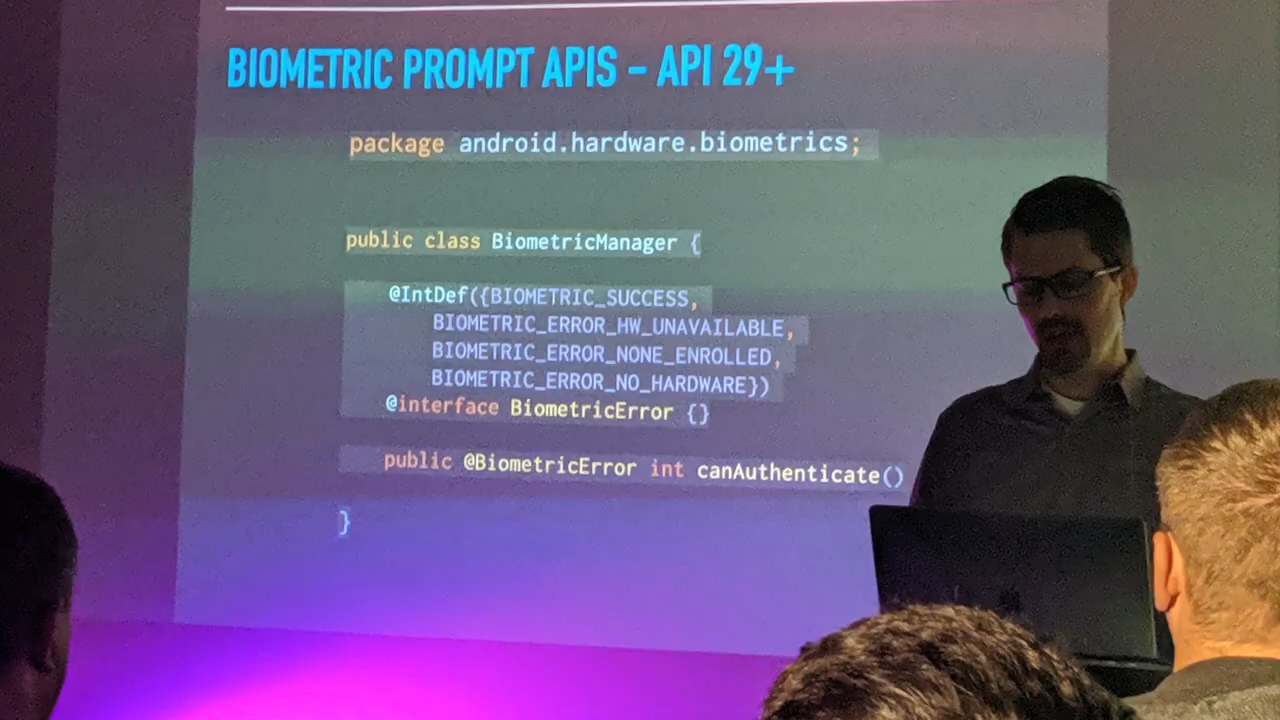 BIOMETRIC PROMPT APIS - API 29+
package android.hardware.biometrics;
public class BiometricManager {
@IntDef({BIOMETRIC_SUCCESS,
BIOMETRIC_ERROR_HW_UNAVAILABLE,
BIOMETRIC_ERROR_NONE_ENROLLED,
BIOMETRIC_ERROR_NO_HARDWARE})
@interface BiometricError {}
public @BiometricError int canAuthenticate()
}